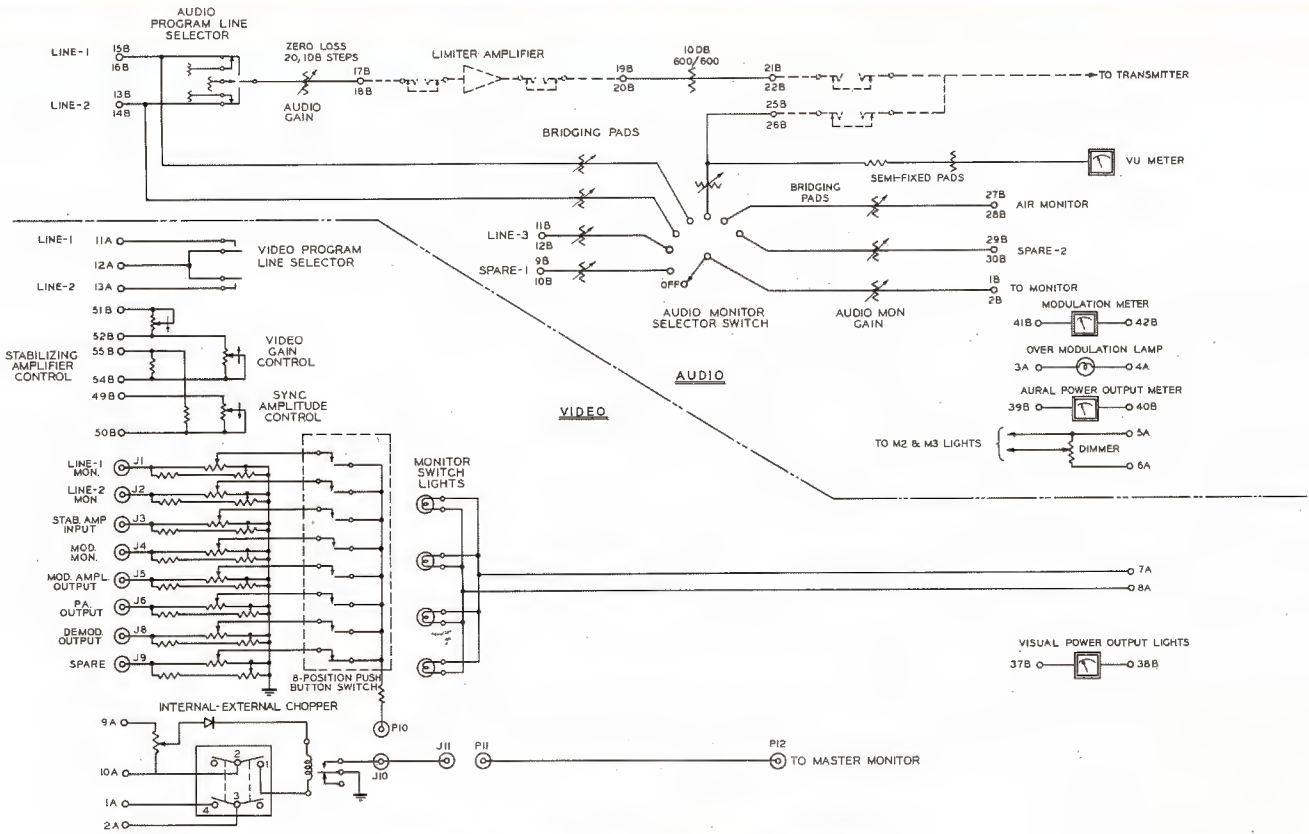 AUDIO
PROGRAM LINE
SELECTOR
LINE-1
15B
16B
LINE-2
13B
14B
ZERO LOSS
20, 1DB STEPS
AUDIO
GAIN
17B
18B
LIMITER AMPLIFIER
19B
20B
10DB
600/600
21B
22B
TO TRANSMITTER
25B
26B
BRIDGING PADS
VU METER
SEMI-FIXED PADS
BRIDGING
PADS
27B
28B
AIR MONITOR
LINE-3
11B
12B
29B
30B
SPARE-2
SPARE-1
9B
10B
OFF
1B
2B
TO MONITOR
AUDIO MONITOR
SELECTOR SWITCH
AUDIO MON
GAIN
MODULATION METER
41B
42B
OVER MODULATION LAMP
3A
4A
AURAL POWER OUTPUT METER
39B
40B
TO M2 & M3 LIGHTS
DIMMER
5A
6A
AUDIO
VIDEO
LINE-1
11A
12A
LINE-2
13A
VIDEO PROGRAM
LINE SELECTOR
51B
52B
55B
54B
49B
50B
STABILIZING
AMPLIFIER
CONTROL
VIDEO
GAIN
CONTROL
SYNC
AMPLITUDE
CONTROL
LINE-1
MON.
J1
LINE-2
MON
J2
STAB. AMP
INPUT
J3
MOD.
MON.
J4
MOD. AMPL.
OUTPUT
J5
P.A.
OUTPUT
J6
DEMOD.
OUTPUT
J8
SPARE
J9
8-POSITION PUSH
BUTTON SWITCH
MONITOR
SWITCH
LIGHTS
7A
8A
VISUAL POWER OUTPUT LIGHTS
37B
38B
INTERNAL-EXTERNAL CHOPPER
9A
10A
1A
2A
2
1
3
4
P10
J10
J11
P11
P12
TO MASTER MONITOR